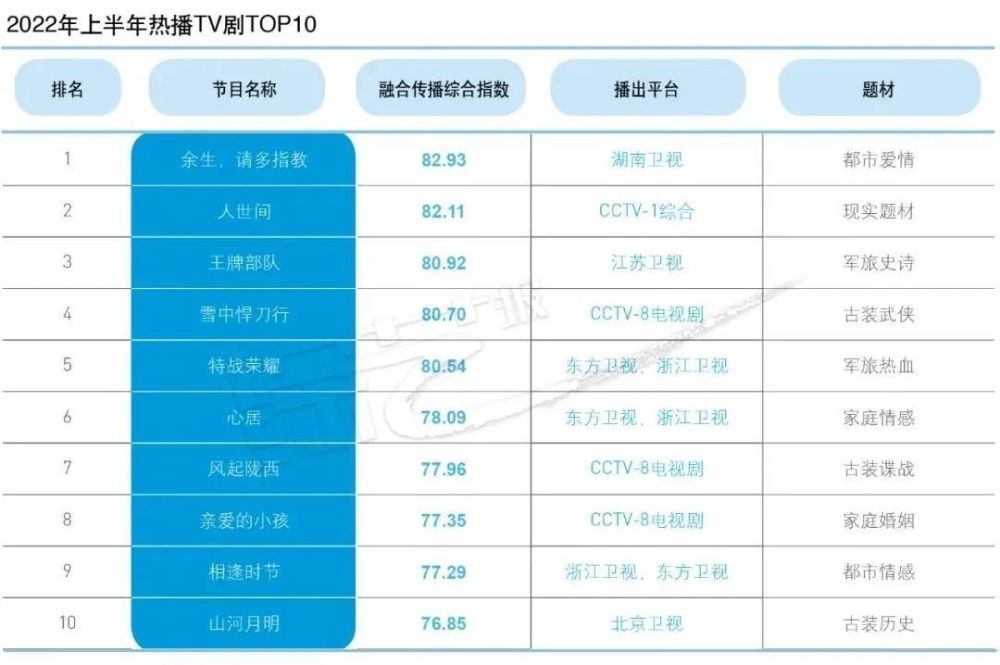 2022年上半年热播TV剧TOP10
排名 节目名称 融合传播综合指数 播出平台 题材
1 余生，请多指教 82.93 湖南卫视 都市爱情
2 人世间 82.11 CCTV-1综合 现实题材
3 王牌部队 80.92 江苏卫视 军旅史诗
4 雪中悍刀行 80.70 CCTV-8电视剧 古装武侠
5 特战荣耀 80.54 东方卫视、浙江卫视 军旅热血
6 心居 78.09 东方卫视、浙江卫视 家庭情感
7 风起陇西 77.96 CCTV-8电视剧 古装谍战
8 亲爱的小孩 77.35 CCTV-8电视剧 家庭婚姻
9 相逢时节 77.29 浙江卫视、东方卫视 都市情感
10 山河月明 76.85 北京卫视 古装历史